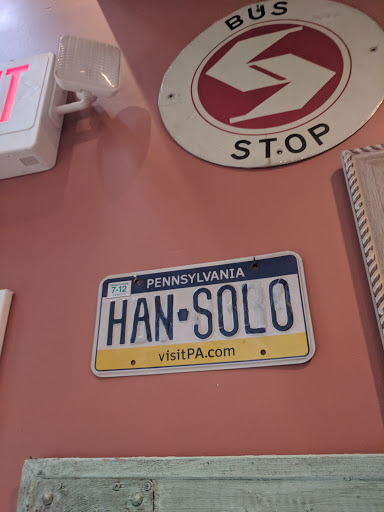 BUS
STOP
T
7-12
PENNSYLVANIA
HAN-SOLO
visitPA.com